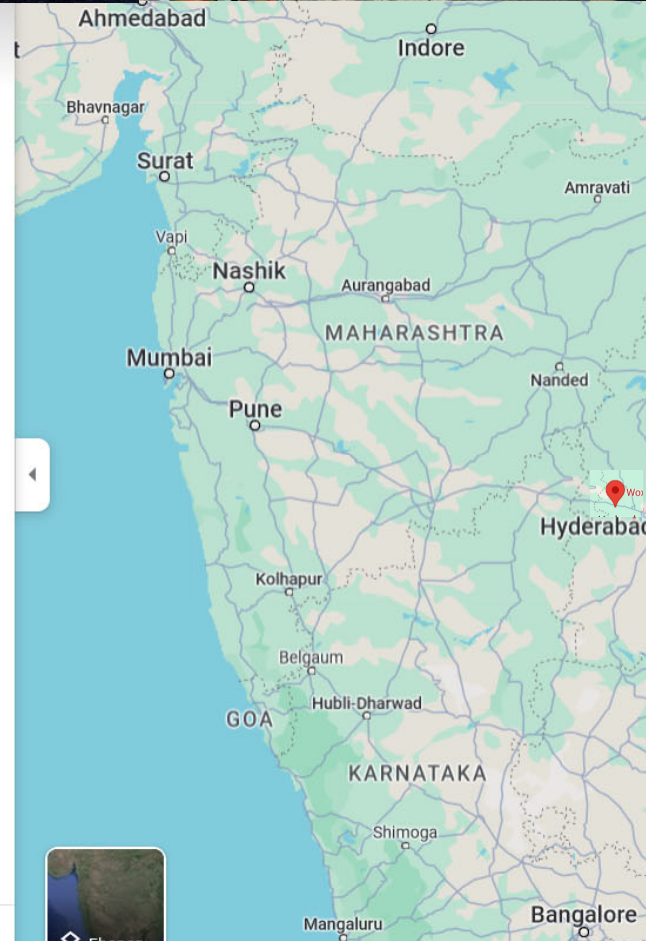 Ahmedabad
Indore
Bhavnagar
Surat
Amravati
Vapi
Nashik
Aurangabad
MAHARASHTRA
Mumbai
Nanded
Pune
Hyderabad
Kolhapur
Belgaum
Hubli-Dharwad
GOA
KARNATAKA
Shimoga
Bangalore
Mangaluru